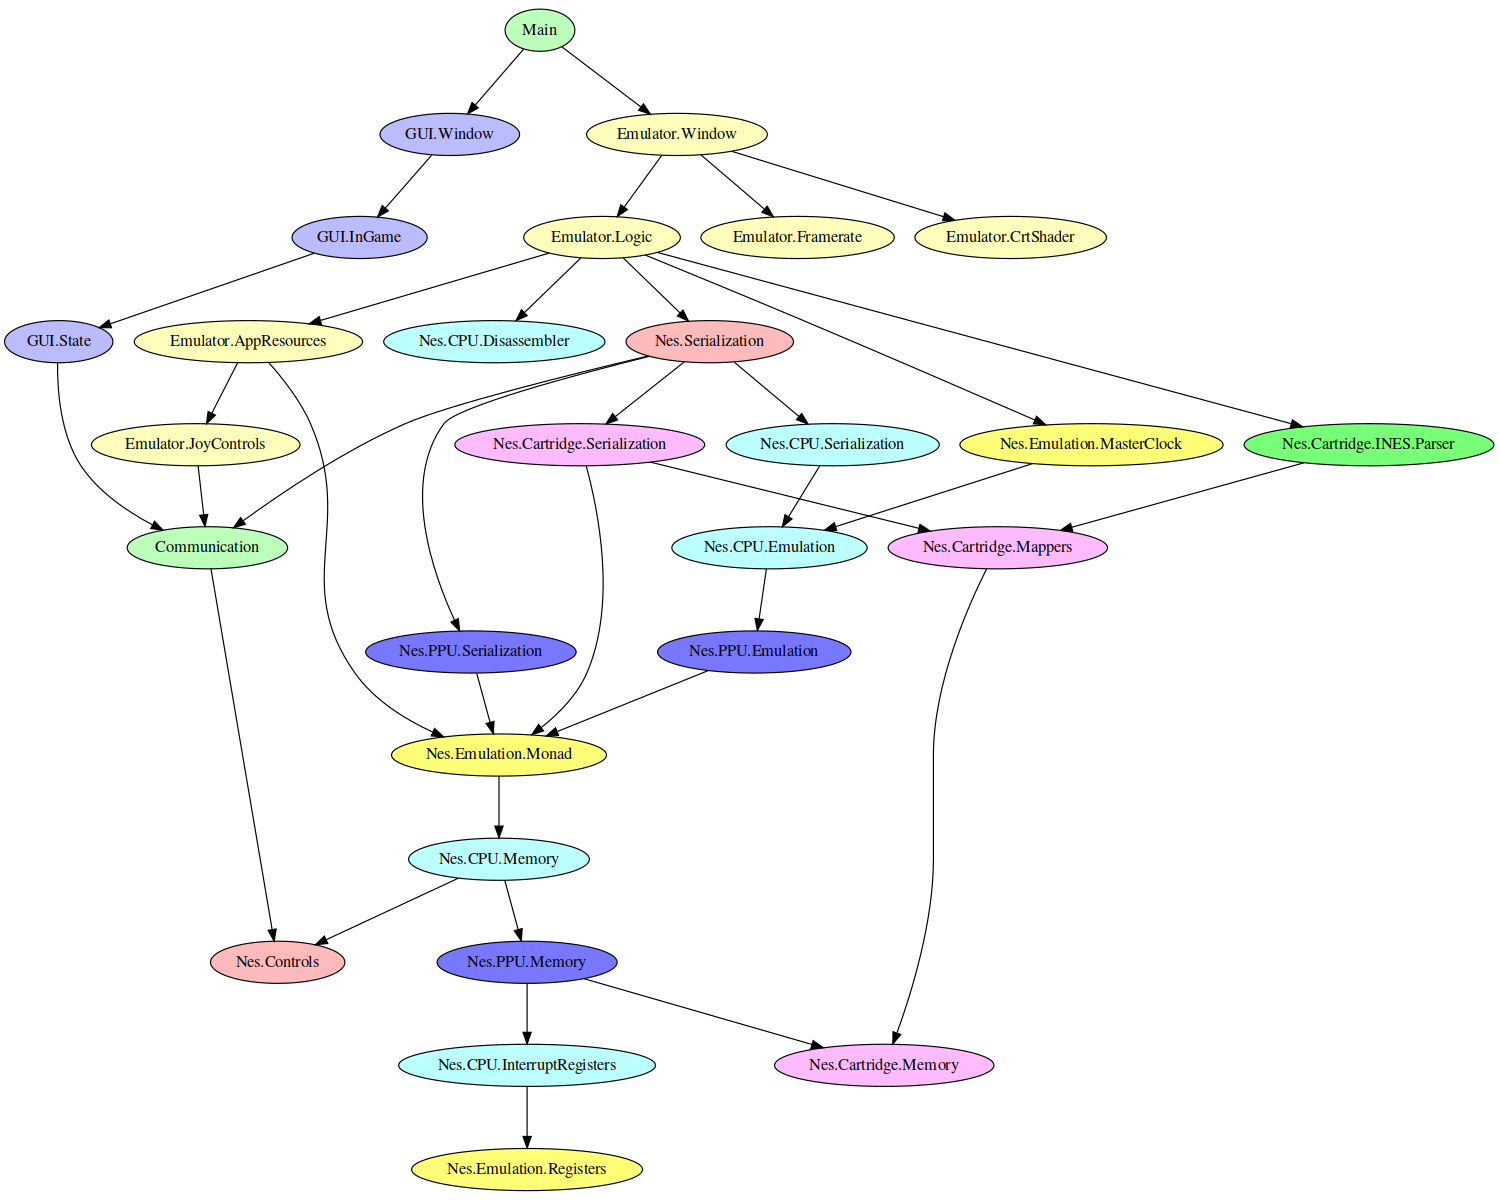 Main
GUI.Window
Emulator.Window
GUI.InGame
Emulator.Logic
Emulator.Framerate
Emulator.CrtShader
GUI.State
Emulator.AppResources
Nes.CPU.Disassembler
Nes.Serialization
Emulator.JoyControls
Nes.Cartridge.Serialization
Nes.CPU.Serialization
Nes.Emulation.MasterClock
Nes.Cartridge.INES.Parser
Communication
Nes.CPU.Emulation
Nes.Cartridge.Mappers
Nes.PPU.Serialization
Nes.PPU.Emulation
Nes.Emulation.Monad
Nes.CPU.Memory
Nes.Controls
Nes.PPU.Memory
Nes.CPU.InterruptRegisters
Nes.Cartridge.Memory
Nes.Emulation.Registers